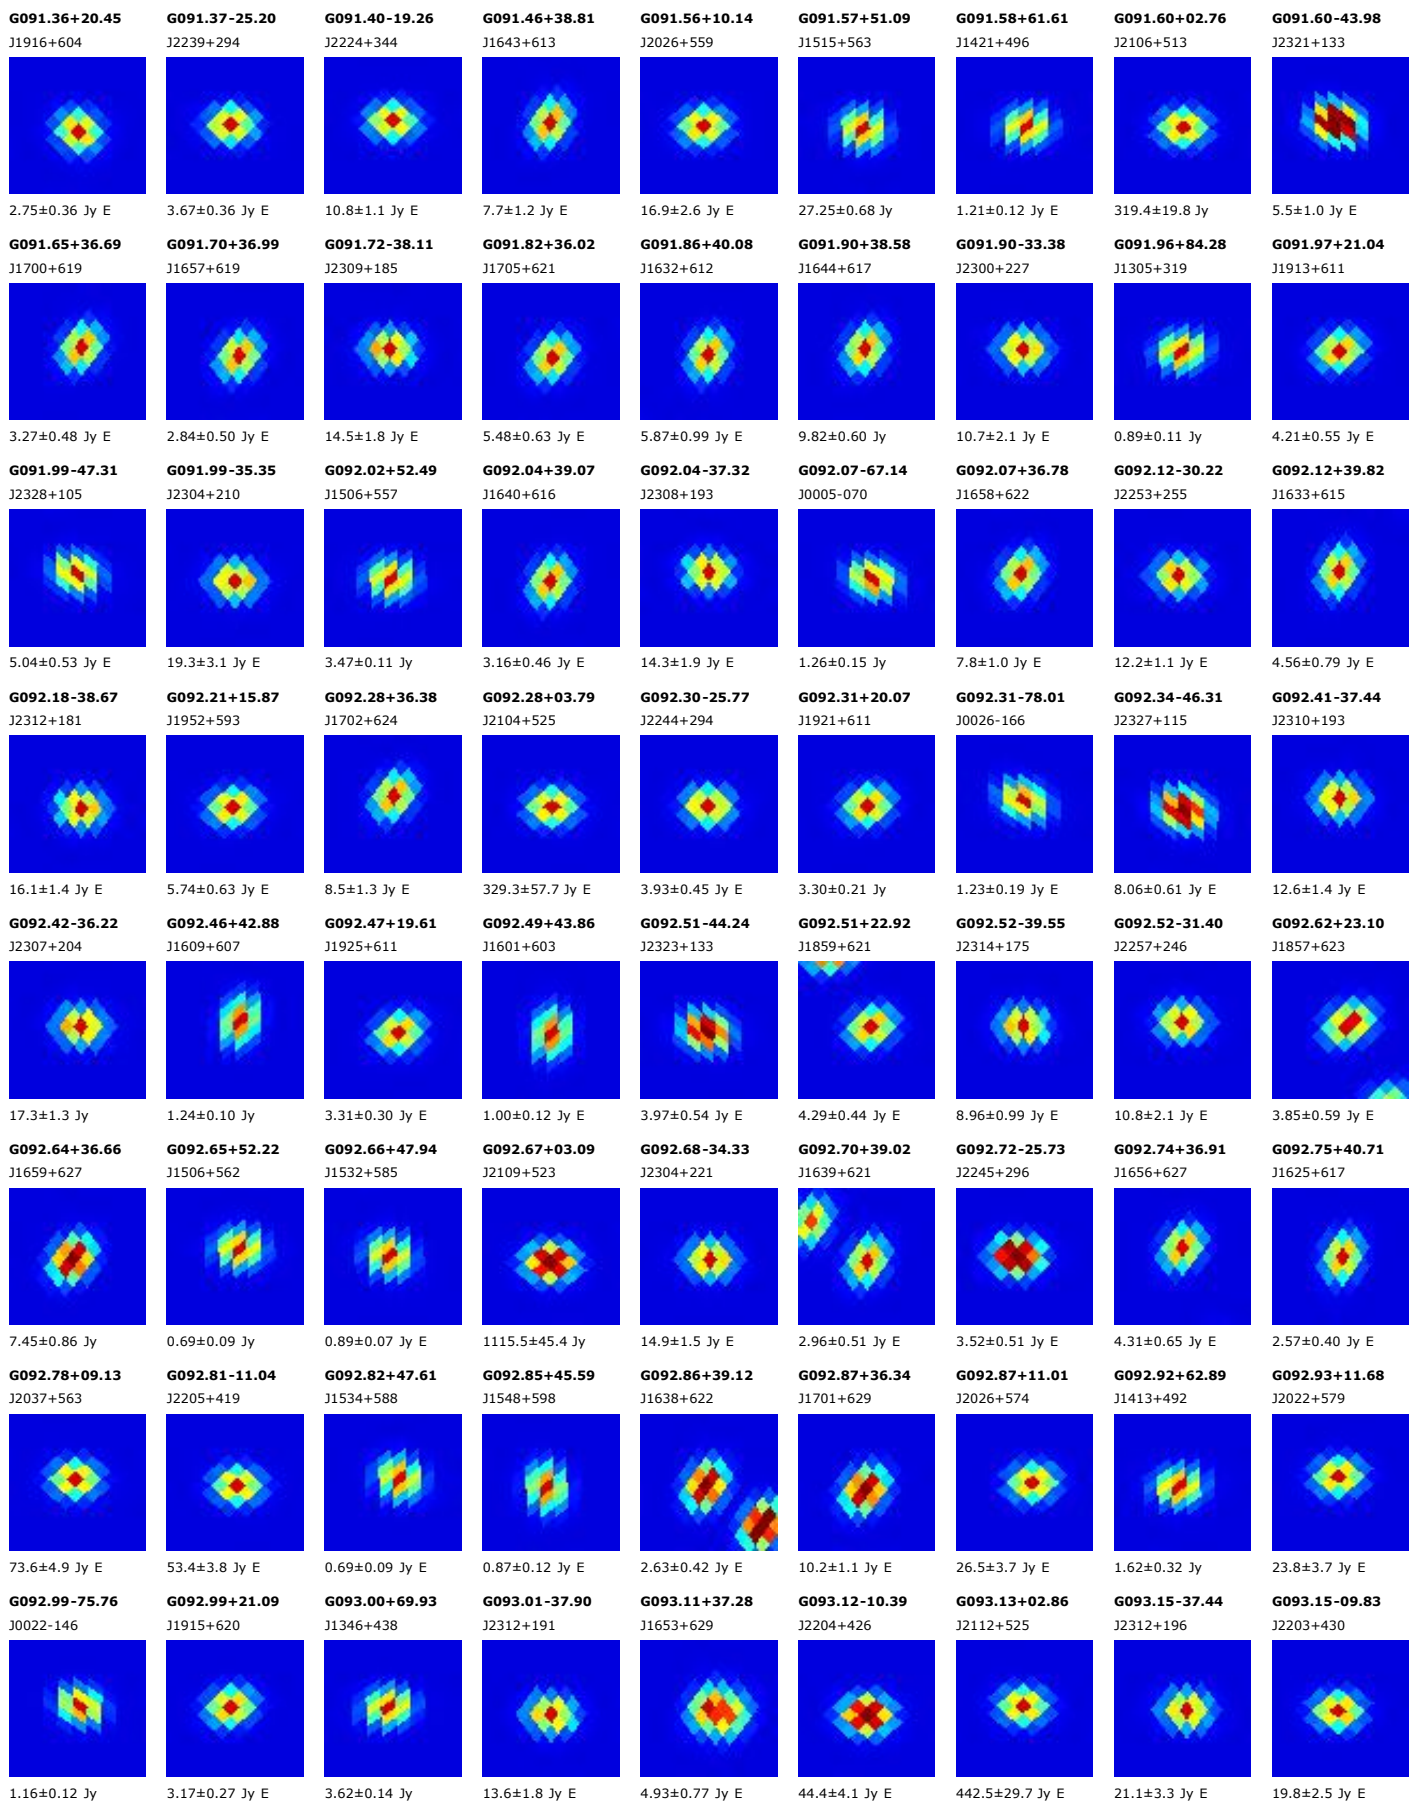 G091.36+20.45 G091.37-25.20 G091.40-19.26 G091.46+38.81 G091.56+10.14 G091.57+51.09 G091.58+61.61 G091.60+02.76 G091.60-43.98
J1916+604 J2239+294 J2224+344 J1643+613 J2026+559 J1515+563 J1421+496 J2106+513 J2321+133
2.75±0.36 Jy E 3.67±0.36 Jy E 10.8±1.1 Jy E 7.7±1.2 Jy E 16.9±2.6 Jy E 27.25±0.68 Jy 1.21±0.12 Jy E 319.4±19.8 Jy 5.5±1.0 Jy E
G091.65+36.69 G091.70+36.99 G091.72-38.11 G091.82+36.02 G091.86+40.08 G091.90+38.58 G091.90-33.38 G091.96+84.28 G091.97+21.04
J1700+619 J1657+619 J2309+185 J1705+621 J1632+612 J1644+617 J2300+227 J1305+319 J1913+611
3.27±0.48 Jy E 2.84±0.50 Jy E 14.5±1.8 Jy E 5.48±0.63 Jy E 5.87±0.99 Jy E 9.82±0.60 Jy 10.7±2.1 Jy E 0.89±0.11 Jy 4.21±0.55 Jy E
G091.99-47.31 G091.99-35.35 G092.02+52.49 G092.04+39.07 G092.04-37.32 G092.07-67.14 G092.07+36.78 G092.12-30.22 G092.12+39.82
J2328+105 J2304+210 J1506+557 J1640+616 J2308+193 J0005-070 J1658+622 J2253+255 J1633+615
5.04±0.53 Jy E 19.3±3.1 Jy E 3.47±0.11 Jy 3.16±0.46 Jy E 14.3±1.9 Jy E 1.26±0.15 Jy 7.8±1.0 Jy E 12.2±1.1 Jy E 4.56±0.79 Jy E
G092.18-38.67 G092.21+15.87 G092.28+36.38 G092.28+03.79 G092.30-25.77 G092.31+20.07 G092.31-78.01 G092.34-46.31 G092.41-37.44
J2312+181 J1952+593 J1702+624 J2104+525 J2244+294 J1921+611 J0026-166 J2327+115 J2310+193
16.1±1.4 Jy E 5.74±0.63 Jy E 8.5±1.3 Jy E 329.3±57.7 Jy E 3.93±0.45 Jy E 3.30±0.21 Jy 1.23±0.19 Jy E 8.06±0.61 Jy E 12.6±1.4 Jy E
G092.42-36.22 G092.46+42.88 G092.47+19.61 G092.49+43.86 G092.51-44.24 G092.51+22.92 G092.52-39.55 G092.52-31.40 G092.62+23.10
J2307+204 J1609+607 J1925+611 J1601+603 J2323+133 J1859+621 J2314+175 J2257+246 J1857+623
17.3±1.3 Jy 1.24±0.10 Jy 3.31±0.30 Jy E 1.00±0.12 Jy E 3.97±0.54 Jy E 4.29±0.44 Jy E 8.96±0.99 Jy E 10.8±2.1 Jy E 3.85±0.59 Jy E
G092.64+36.66 G092.65+52.22 G092.66+47.94 G092.67+03.09 G092.68-34.33 G092.70+39.02 G092.72-25.73 G092.74+36.91 G092.75+40.71
J1659+627 J1506+562 J1532+585 J2109+523 J2304+221 J1639+621 J2245+296 J1656+627 J1625+617
7.45±0.86 Jy 0.69±0.09 Jy 0.89±0.07 Jy E 1115.5±45.4 Jy 14.9±1.5 Jy E 2.96±0.51 Jy E 3.52±0.51 Jy E 4.31±0.65 Jy E 2.57±0.40 Jy E
G092.78+09.13 G092.81-11.04 G092.82+47.61 G092.85+45.59 G092.86+39.12 G092.87+36.34 G092.87+11.01 G092.92+62.89 G092.93+11.68
J2037+563 J2205+419 J1534+588 J1548+598 J1638+622 J1701+629 J2026+574 J1413+492 J2022+579
73.6±4.9 Jy E 53.4±3.8 Jy E 0.69±0.09 Jy E 0.87±0.12 Jy E 2.63±0.42 Jy E 10.2±1.1 Jy E 26.5±3.7 Jy E 1.62±0.32 Jy 23.8±3.7 Jy E
G092.99-75.76 G092.99+21.09 G093.00+69.93 G093.01-37.90 G093.11+37.28 G093.12-10.39 G093.13+02.86 G093.15-37.44 G093.15-09.83
J0022-146 J1915+620 J1346+438 J2312+191 J1653+629 J2204+426 J2112+525 J2312+196 J2203+430
1.16±0.12 Jy 3.17±0.27 Jy E 3.62±0.14 Jy 13.6±1.8 Jy E 4.93±0.77 Jy E 44.4±4.1 Jy E 442.5±29.7 Jy E 21.1±3.3 Jy E 19.8±2.5 Jy E